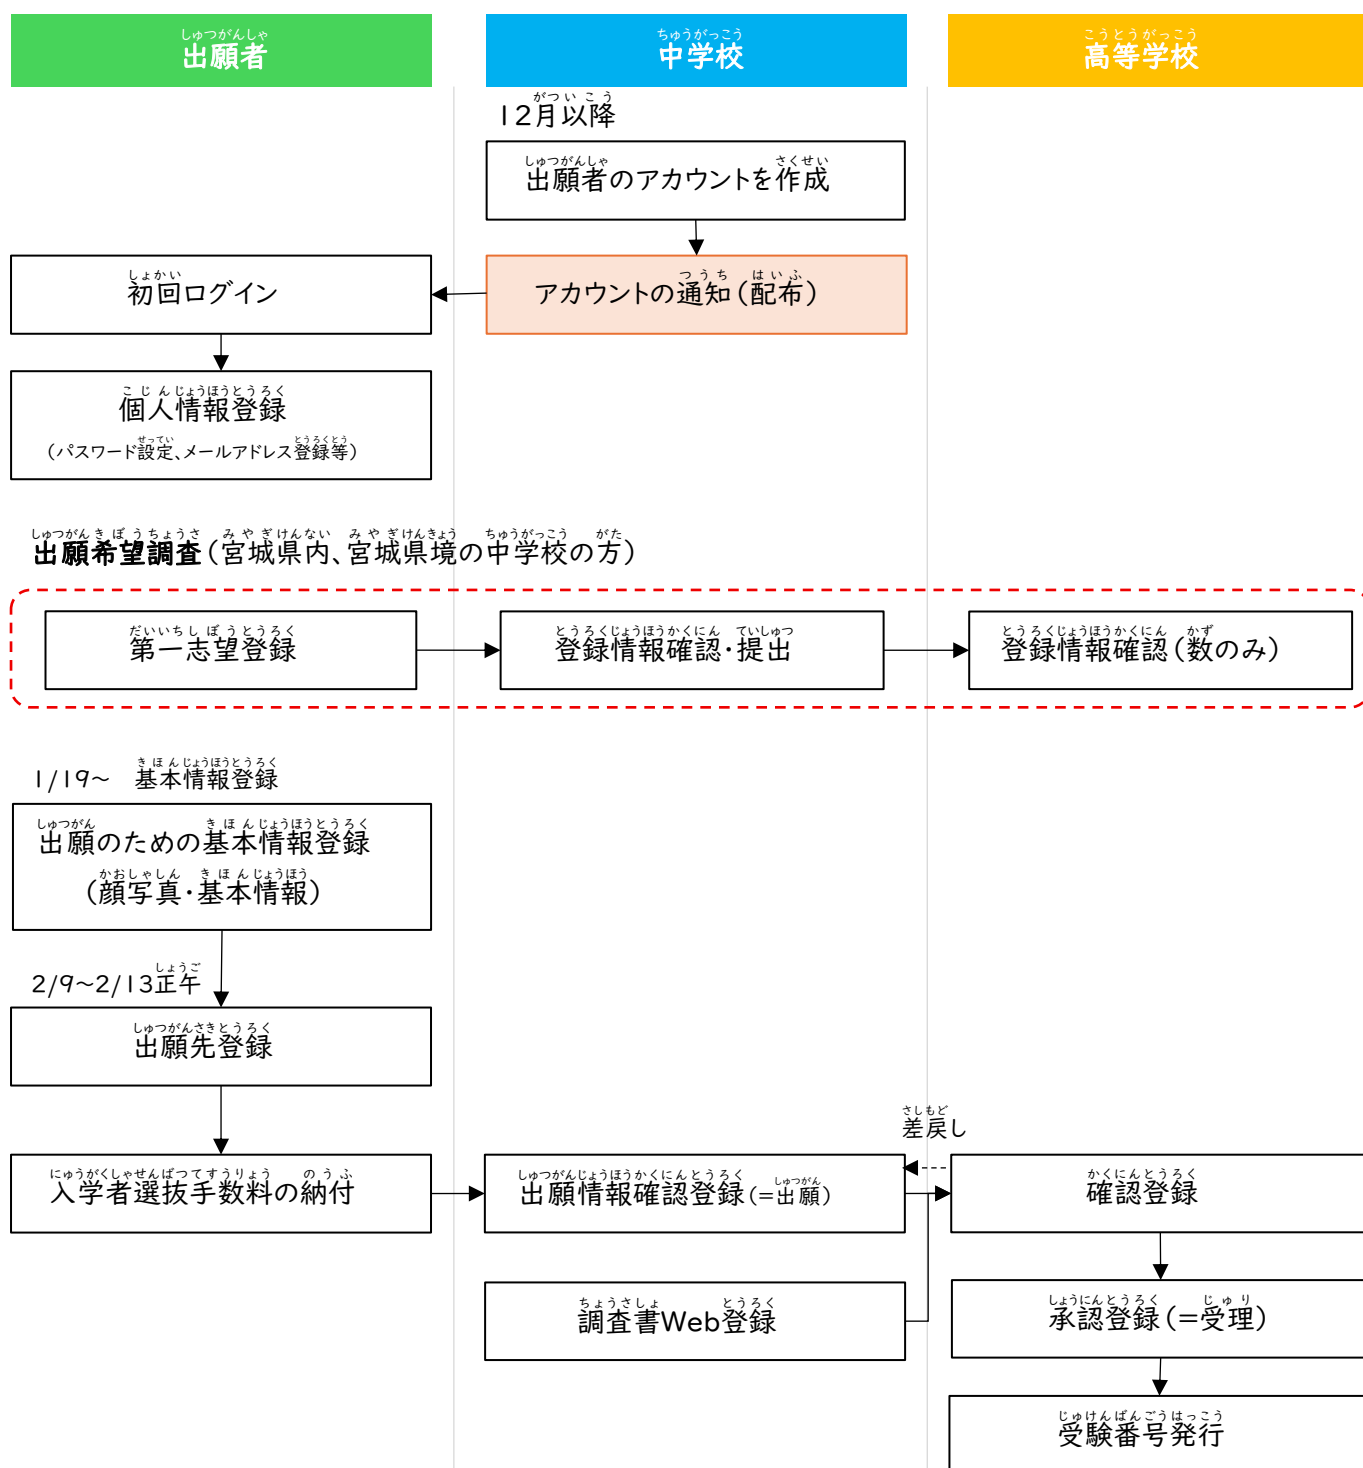 しゅつがんしゃ
出願者
ちゅうがっこう
中学校
こうとうがっこう
高等学校
がついこう
12月以降
しゅつがんしゃ さくせい
出願者のアカウントを作成
つうち はいふ
アカウントの通知(配布)
しょかい
初回ログイン
こじんじょうほうとうろく
個人情報登録
せってい とうろくとう
(パスワード設定、メールアドレス登録等)
しゅつがんきぼうちょうさ みやぎけんない みやぎけんきょう ちゅうがっこう がた
出願希望調査(宮城県内、宮城県境の中学校の方)
だいいちしぼうとうろく
第一志望登録
とうろくじょうほうかくにん ていしゅつ
登録情報確認・提出
とうろくじょうほうかくにん かず
登録情報確認(数のみ)
きほんじょうほうとうろく
1/19~ 基本情報登録
しゅつがん きほんじょうほうとうろく
出願のための基本情報登録
かおしゃしん きほんじょうほう
(顔写真・基本情報)
しょうご
2/9~2/13正午
しゅつがんさきとうろく
出願先登録
さしもど
差戻し
にゅうがくしゃせんばつてすうりょう のうふ
入学者選抜手数料の納付
しゅつがんじょうほうかくにんとうろく しゅつがん
出願情報確認登録(=出願)
かくにんとうろく
確認登録
ちょうさしょ とうろく
調査書Web登録
しょうにんとうろく じゅり
承認登録(=受理)
じゅけんばんごうはっこう
受験番号発行